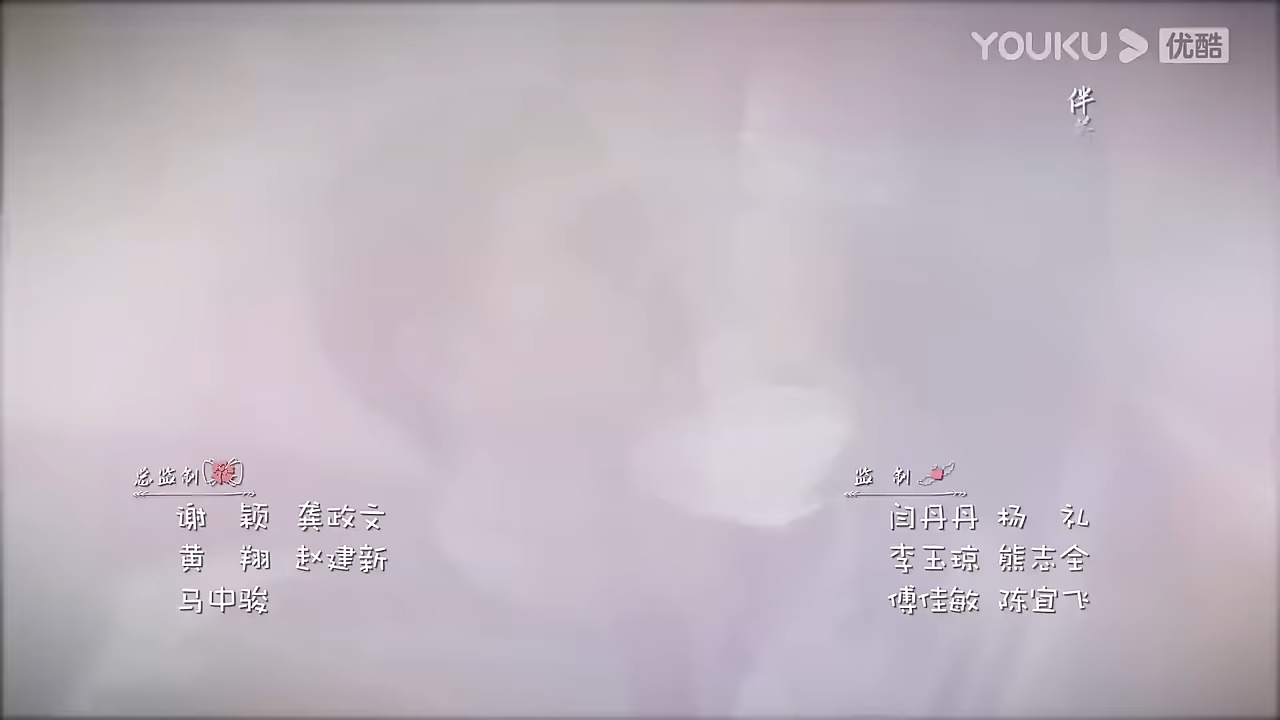 YOUKU 优酷
伴
总监制
谢 颖 龚政文
黄 翔 赵建新
马中骏
监 制
闫丹丹 杨 礼
李玉琼 熊志全
傅佳敏 陈宜飞